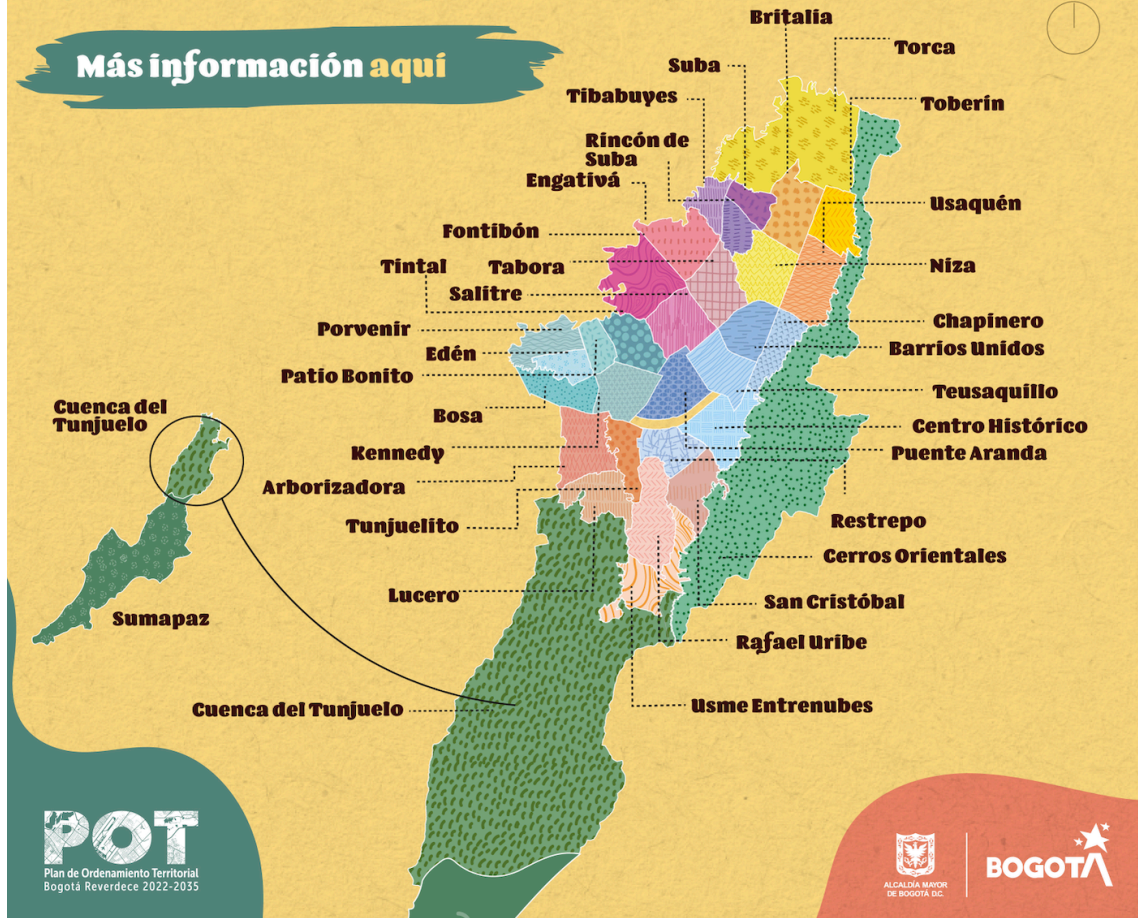 Más información aquí
Britalia
Torca
Suba
Tibabuyes
Toberín
Rincón de
Suba
Engativá
Usaquén
Fontibón
Tintal
Tabora
Niza
Salitre
Porvenir
Chapinero
Edén
Barrios Unidos
Patio Bonito
Teusaquillo
Cuenca del
Tunjuelo
Bosa
Centro Histórico
Kennedy
Puente Aranda
Arborizadora
Tunjuelito
Restrepo
Cerros Orientales
Lucero
San Cristóbal
Sumapaz
Rafael Uribe
Cuenca del Tunjuelo
Usme Entrenubes
POT
Plan de Ordenamiento Territorial
Bogotá Reverdece 2022-2035
ALCALDÍA MAYOR
DE BOGOTÁ D.C.
BOGOTÁ